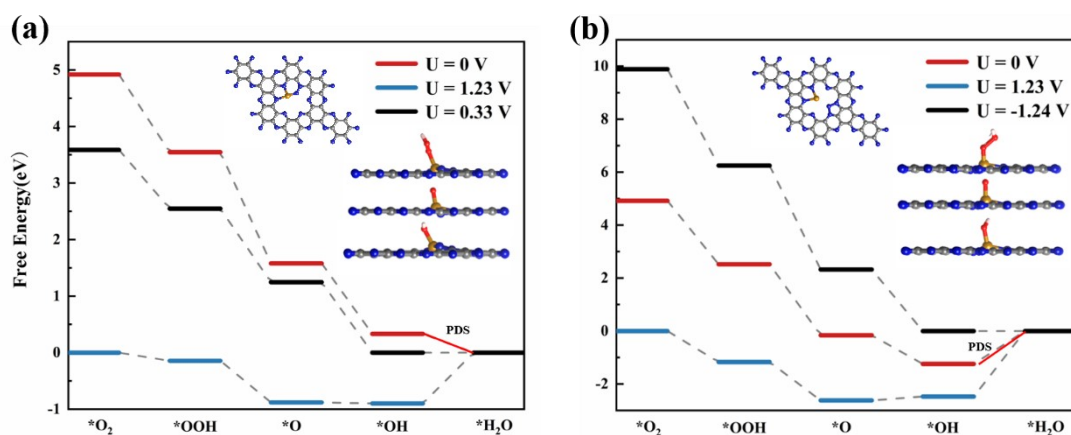 (a)
U = 0 V
U = 1.23 V
U = 0.33 V
PDS
Free Energy(eV)
5
4
3
2
1
0
-1
*O₂
*OOH
*O
*OH
*H₂O
(b)
U = 0 V
U = 1.23 V
U = -1.24 V
PDS
10
8
6
4
2
0
-2
*O₂
*OOH
*O
*OH
*H₂O